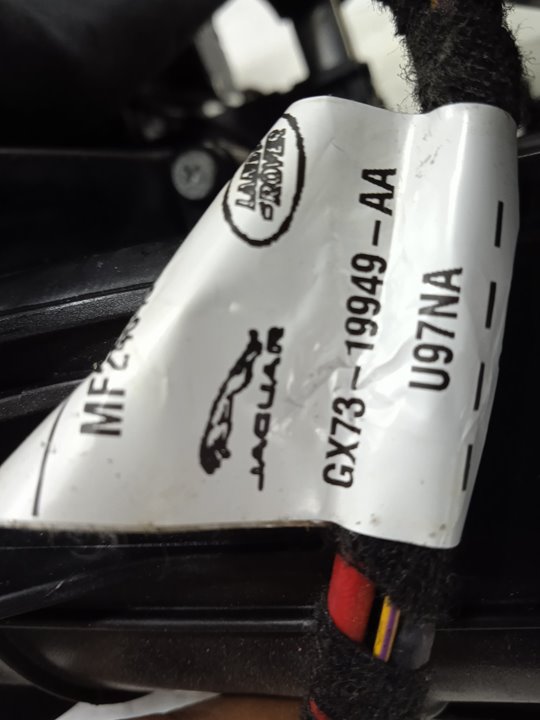 LAND
ROVER
JAGUAR
GX73-19949-AA
U97NA